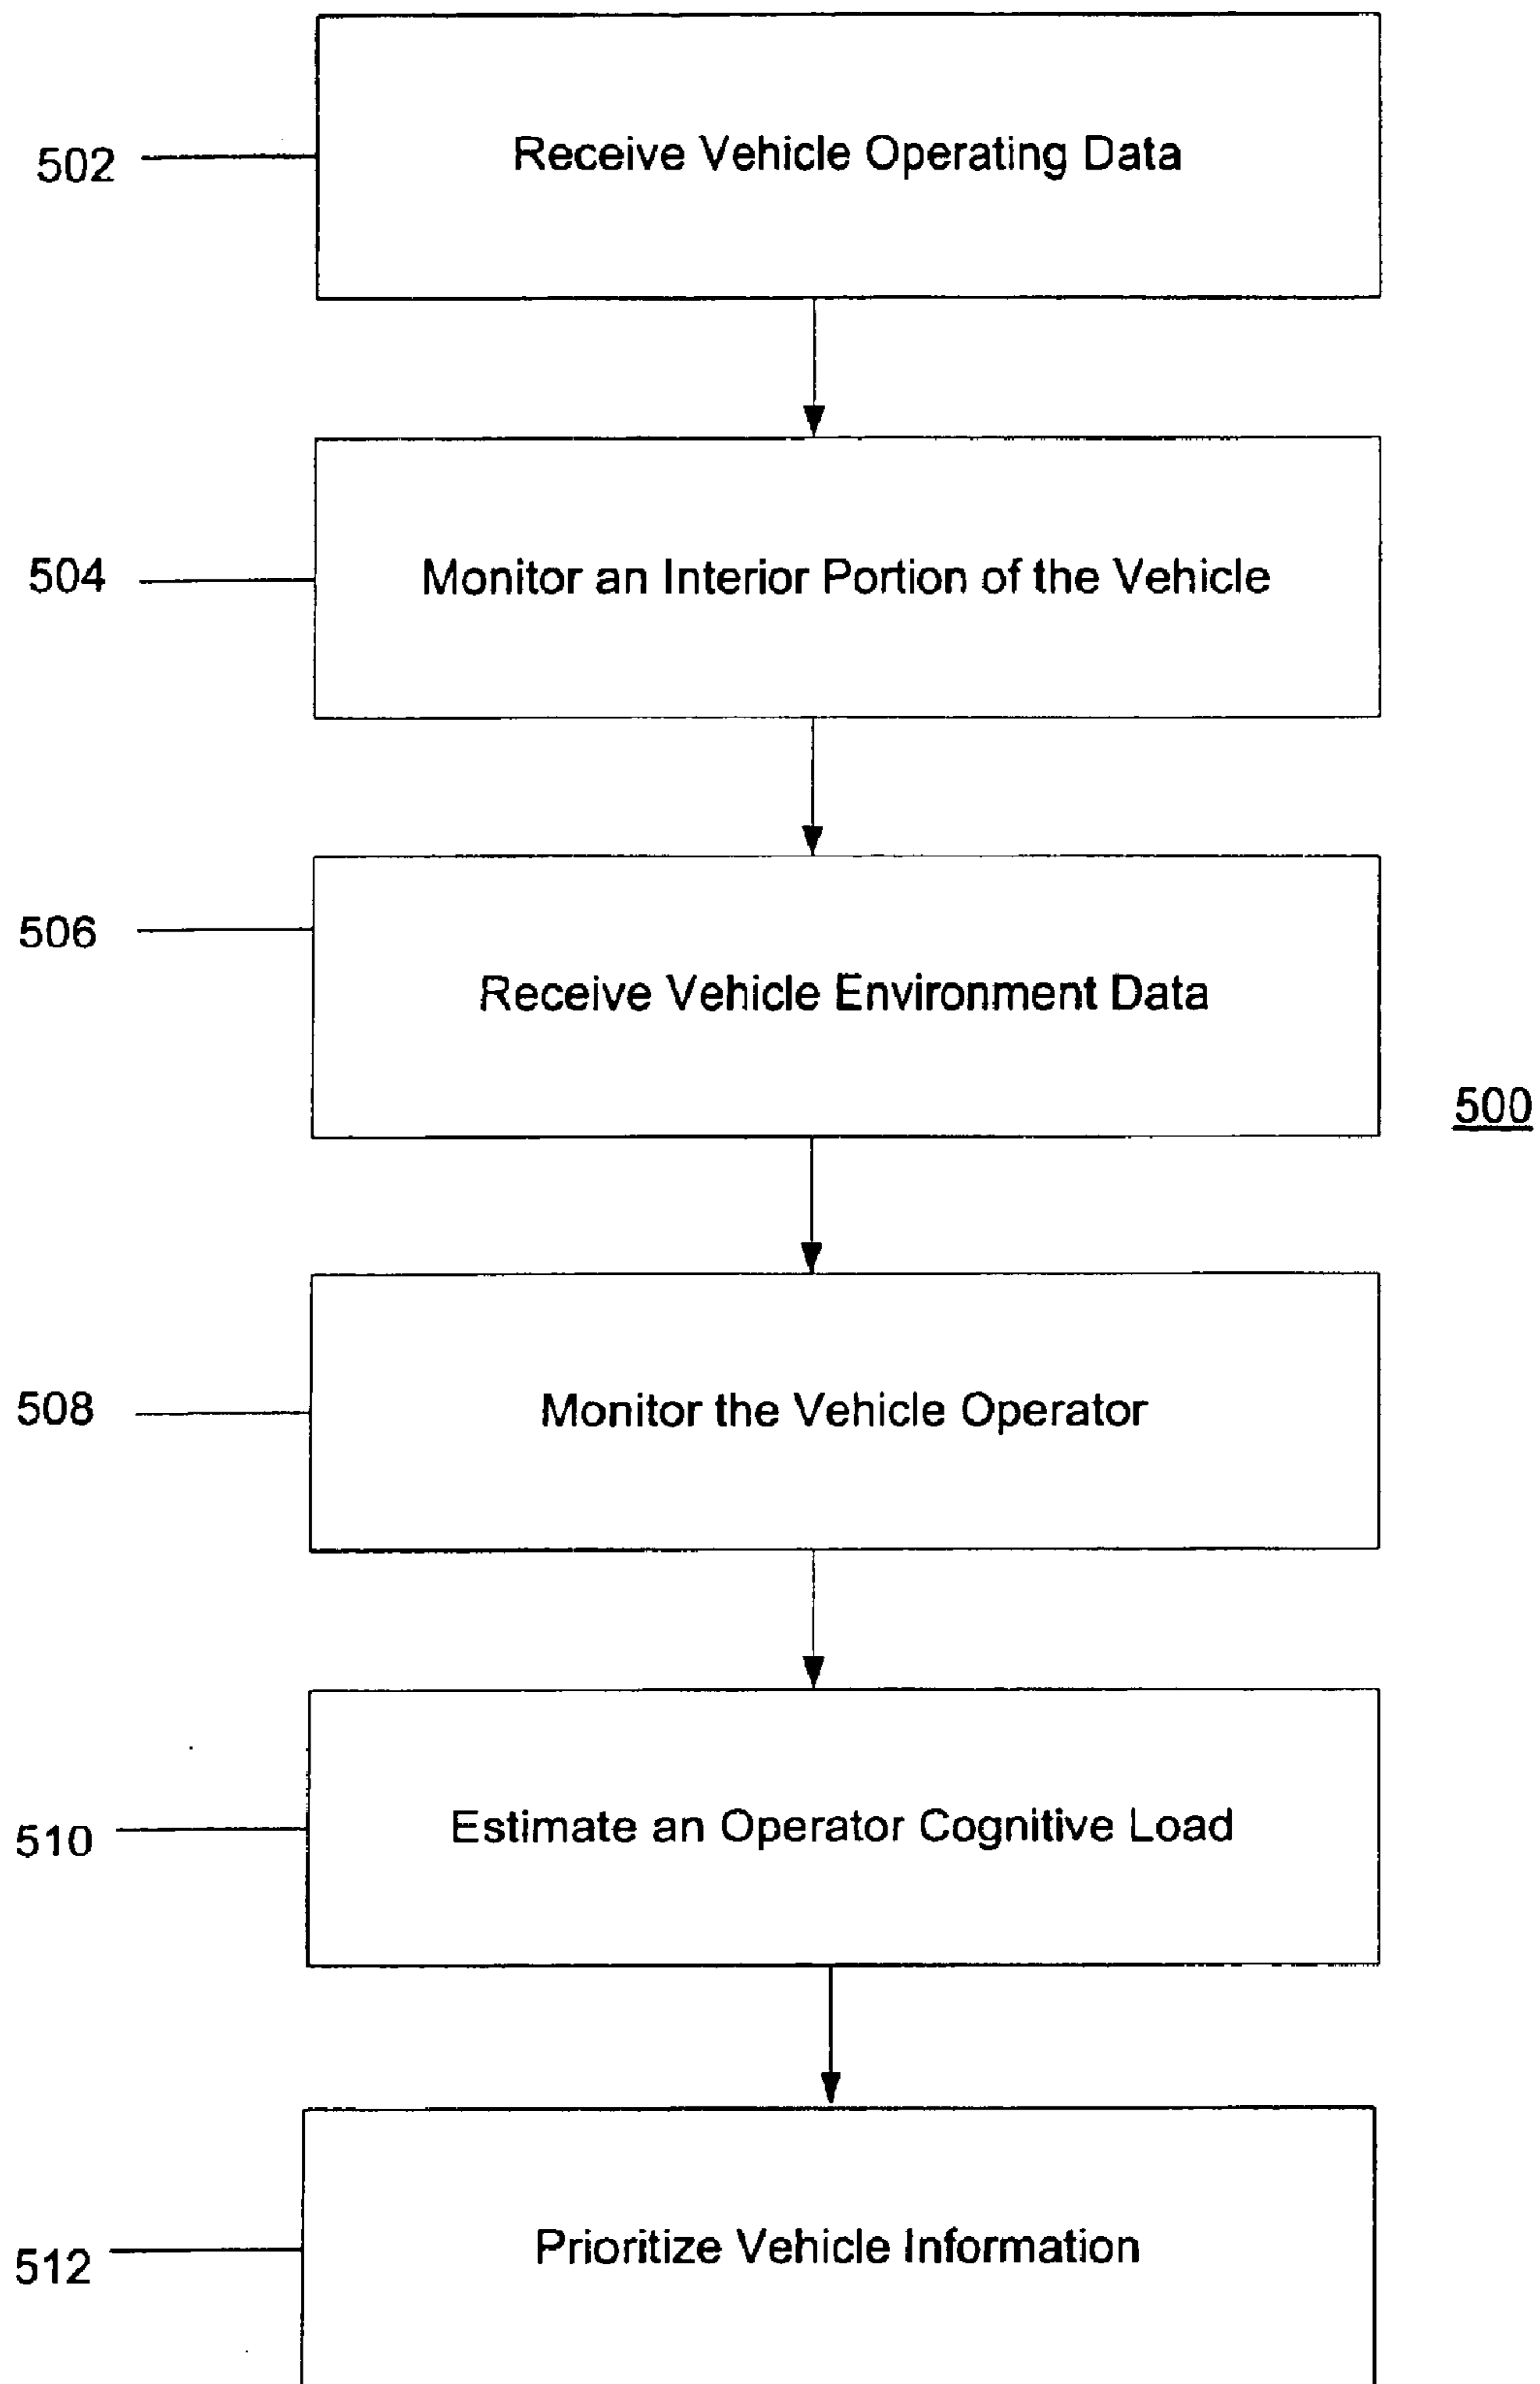 502
Receive Vehicle Operating Data
504
Monitor an Interior Portion of the Vehicle
506
Receive Vehicle Environment Data
500
508
Monitor the Vehicle Operator
510
Estimate an Operator Cognitive Load
512
Prioritize Vehicle Information